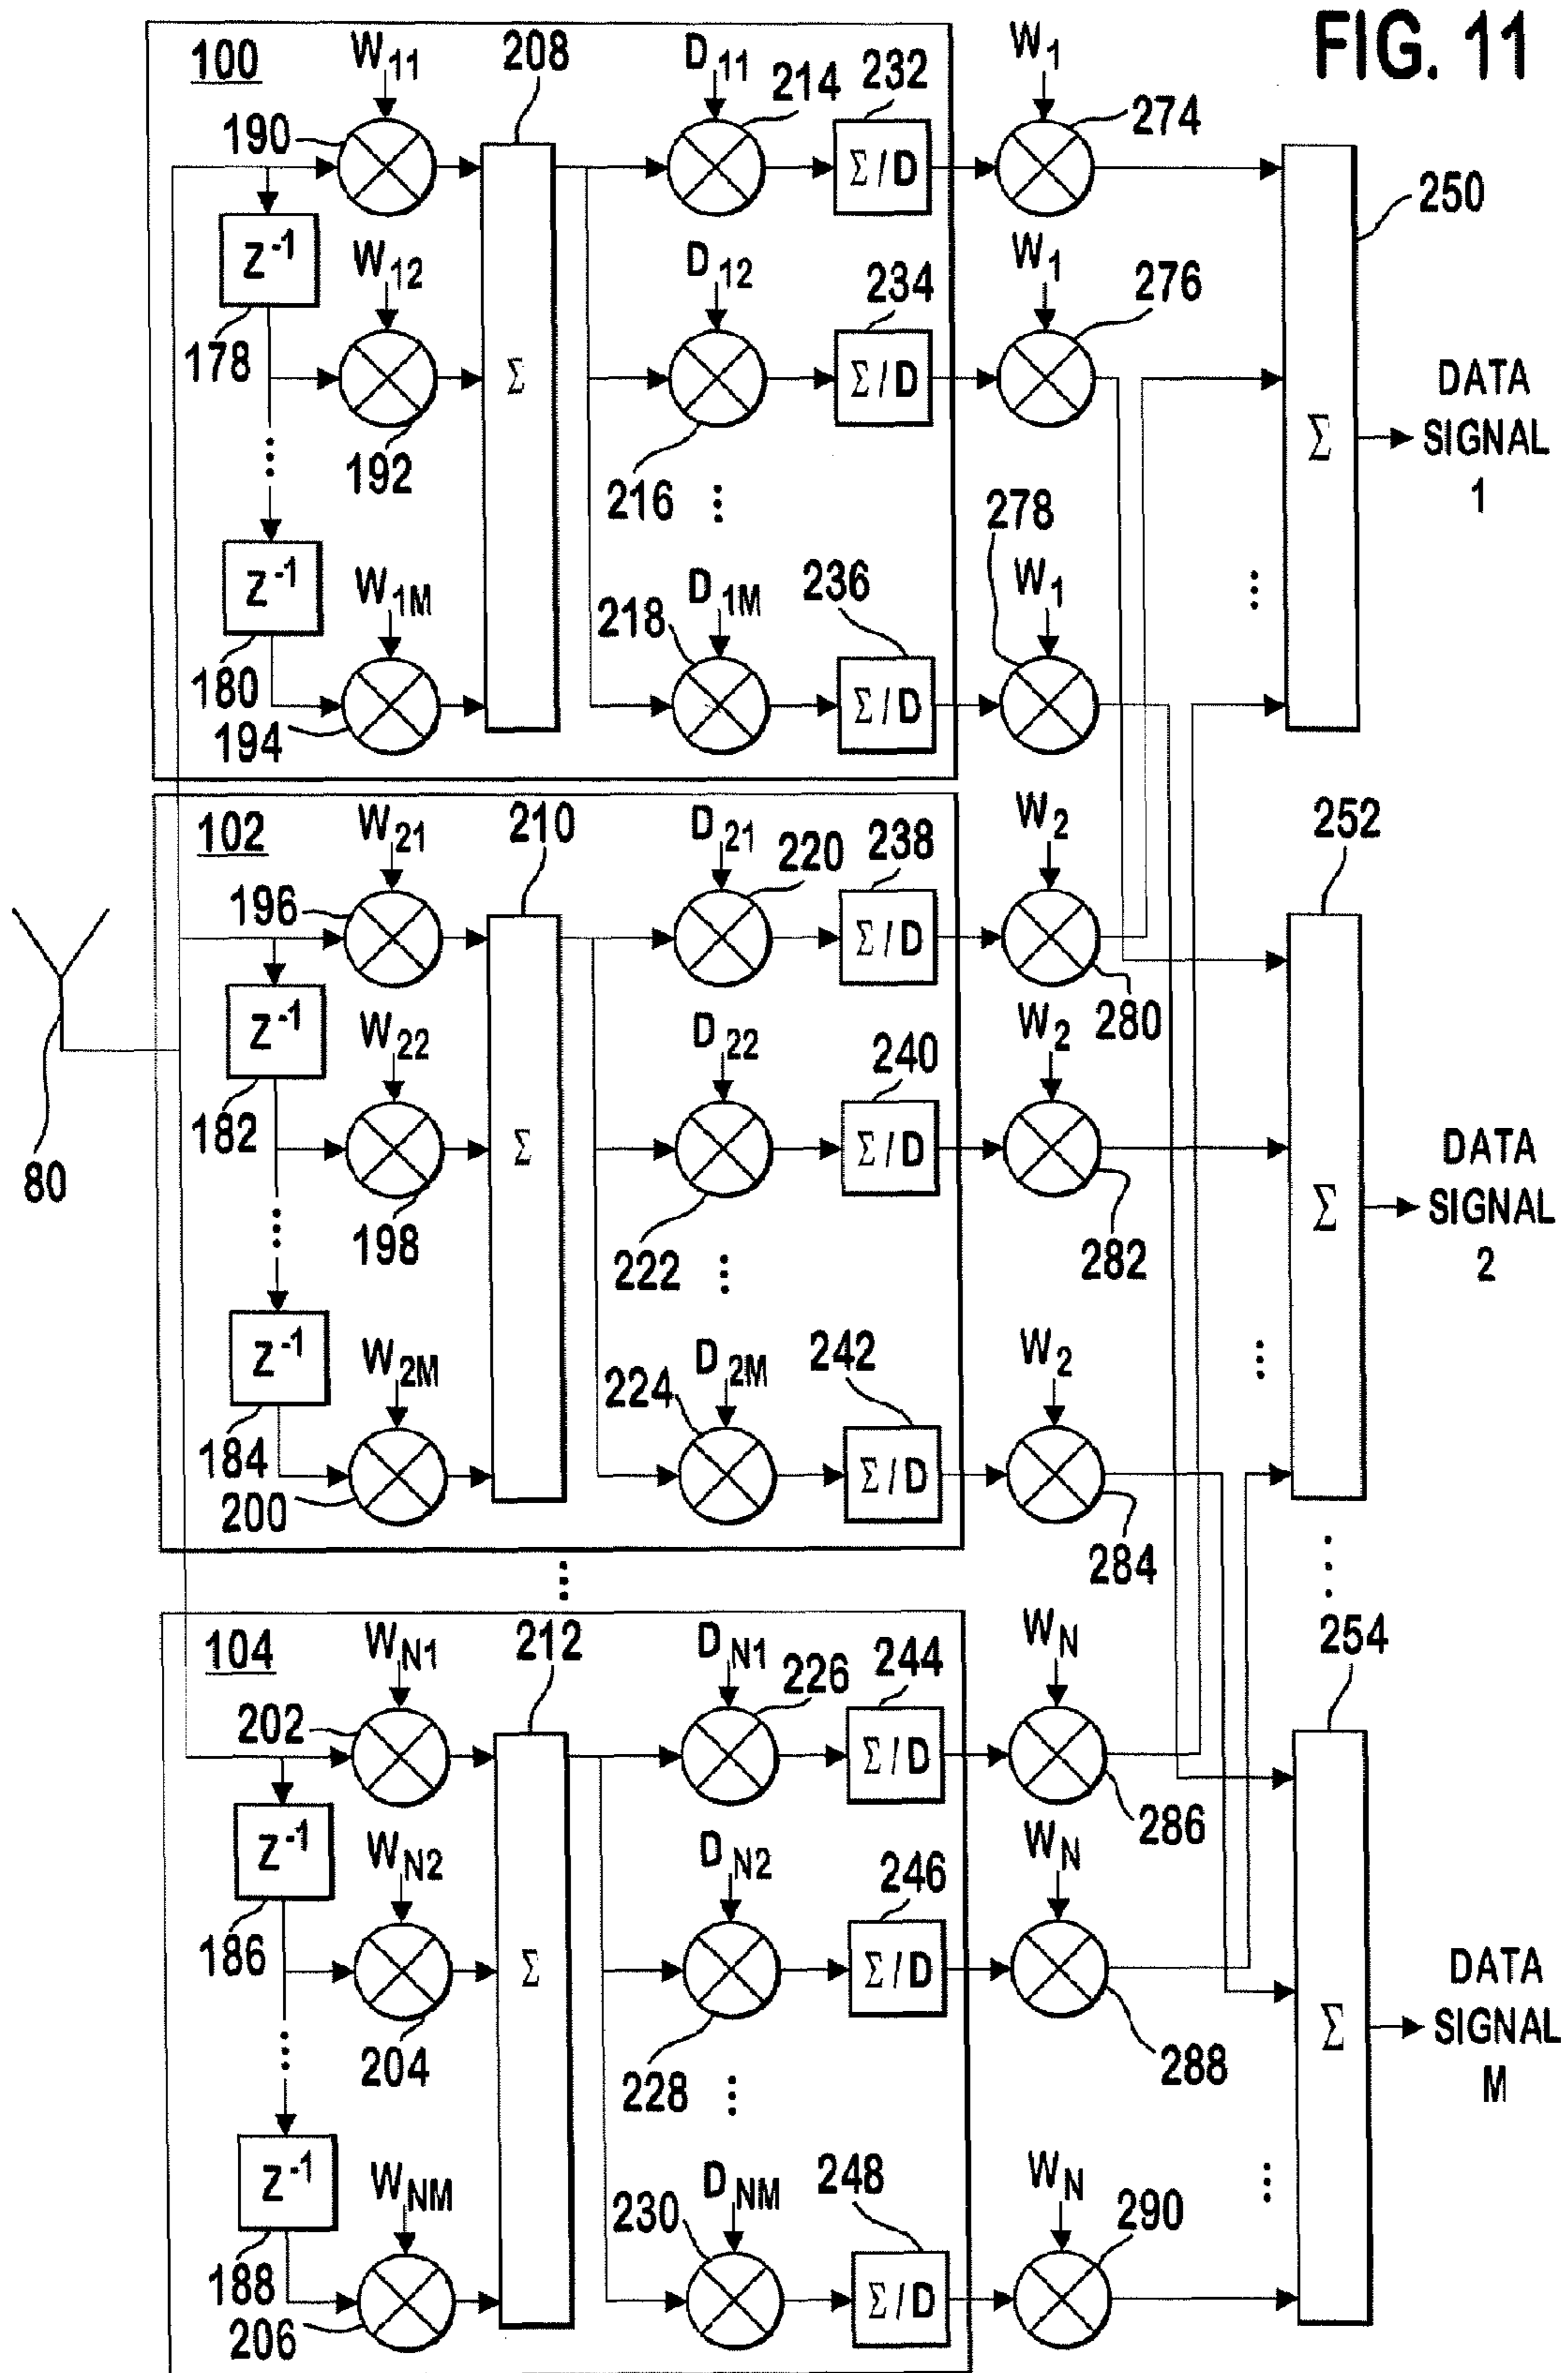 FIG. 11
100
W11
208
D11
214
232
W1
274
190
Σ/D
250
Z-1
W12
D12
234
W1
276
178
Σ
Σ/D
DATA
SIGNAL
1
Σ
192
216
...
278
...
Z-1
W1M
D1M
236
W1
...
180
218
Σ/D
194
102
W21
210
D21
220
238
W2
252
196
Σ/D
Z-1
W22
D22
240
W2
280
182
Σ
Σ/D
DATA
SIGNAL
2
Σ
80
198
222
...
282
...
Z-1
W2M
D2M
242
W2
...
184
224
Σ/D
200
284
...
...
104
WN1
212
DN1
226
244
WN
254
202
Σ/D
Z-1
WN2
DN2
246
WN
286
186
Σ
Σ/D
DATA
SIGNAL
M
Σ
204
228
...
288
...
Z-1
WNM
DNM
248
WN
290
...
188
230
Σ/D
206